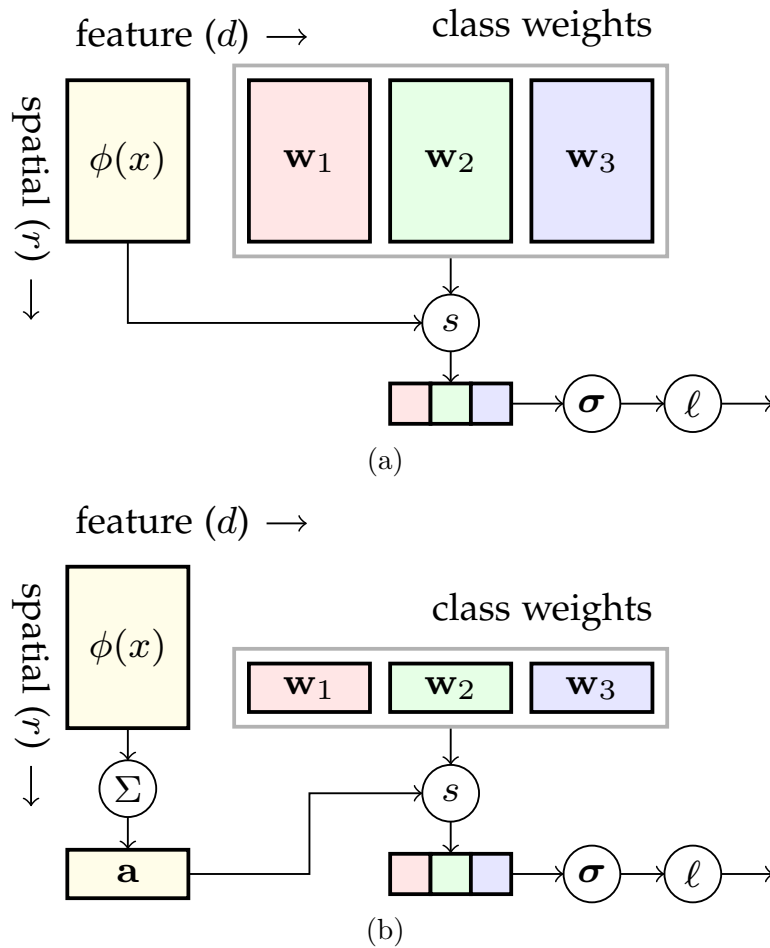 feature (d) →
class weights
spatial (r) →
ϕ(x)
w₁
w₂
w₃
s
σ
ℓ
(a)
feature (d) →
spatial (r) →
ϕ(x)
class weights
w₁
w₂
w₃
Σ
s
a
σ
ℓ
(b)